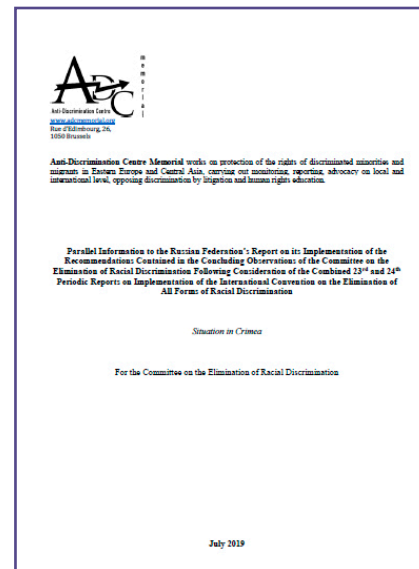 ADC memorial
Anti-Discrimination Centre
www.adcmemorial.org
Rue d'Edimbourg, 26,
1050 Brussels
Anti-Discrimination Centre Memorial works on protection of the rights of discriminated minorities and
migrants in Eastern Europe and Central Asia, carrying out monitoring, reporting, advocacy on local and
international level, opposing discrimination by litigation and human rights education.
Parallel Information to the Russian Federation's Report on its Implementation of the
Recommendations Contained in the Concluding Observations of the Committee on the
Elimination of Racial Discrimination Following Consideration of the Combined 23rd and 24th
Periodic Reports on Implementation of the International Convention on the Elimination of
All Forms of Racial Discrimination
Situation in Crimea
For the Committee on the Elimination of Racial Discrimination
July 2019